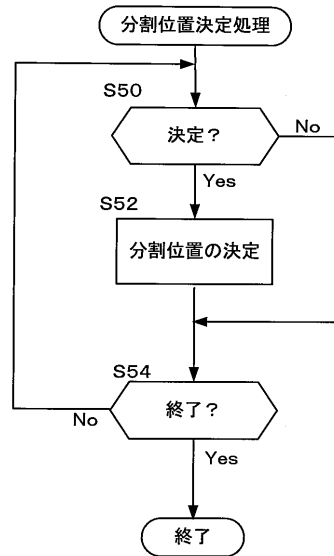 分割位置決定処理
S50
決定？
No
Yes
S52
分割位置の決定
S54
終了？
No
Yes
終了